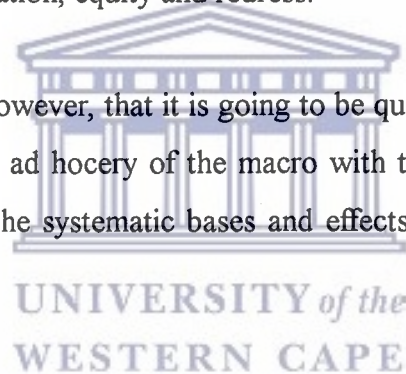 ation, equity and redress.
owever, that it is going to be qu
ad hocery of the macro with t
he systematic bases and effects
UNIVERSITY of the
WESTERN CAPE